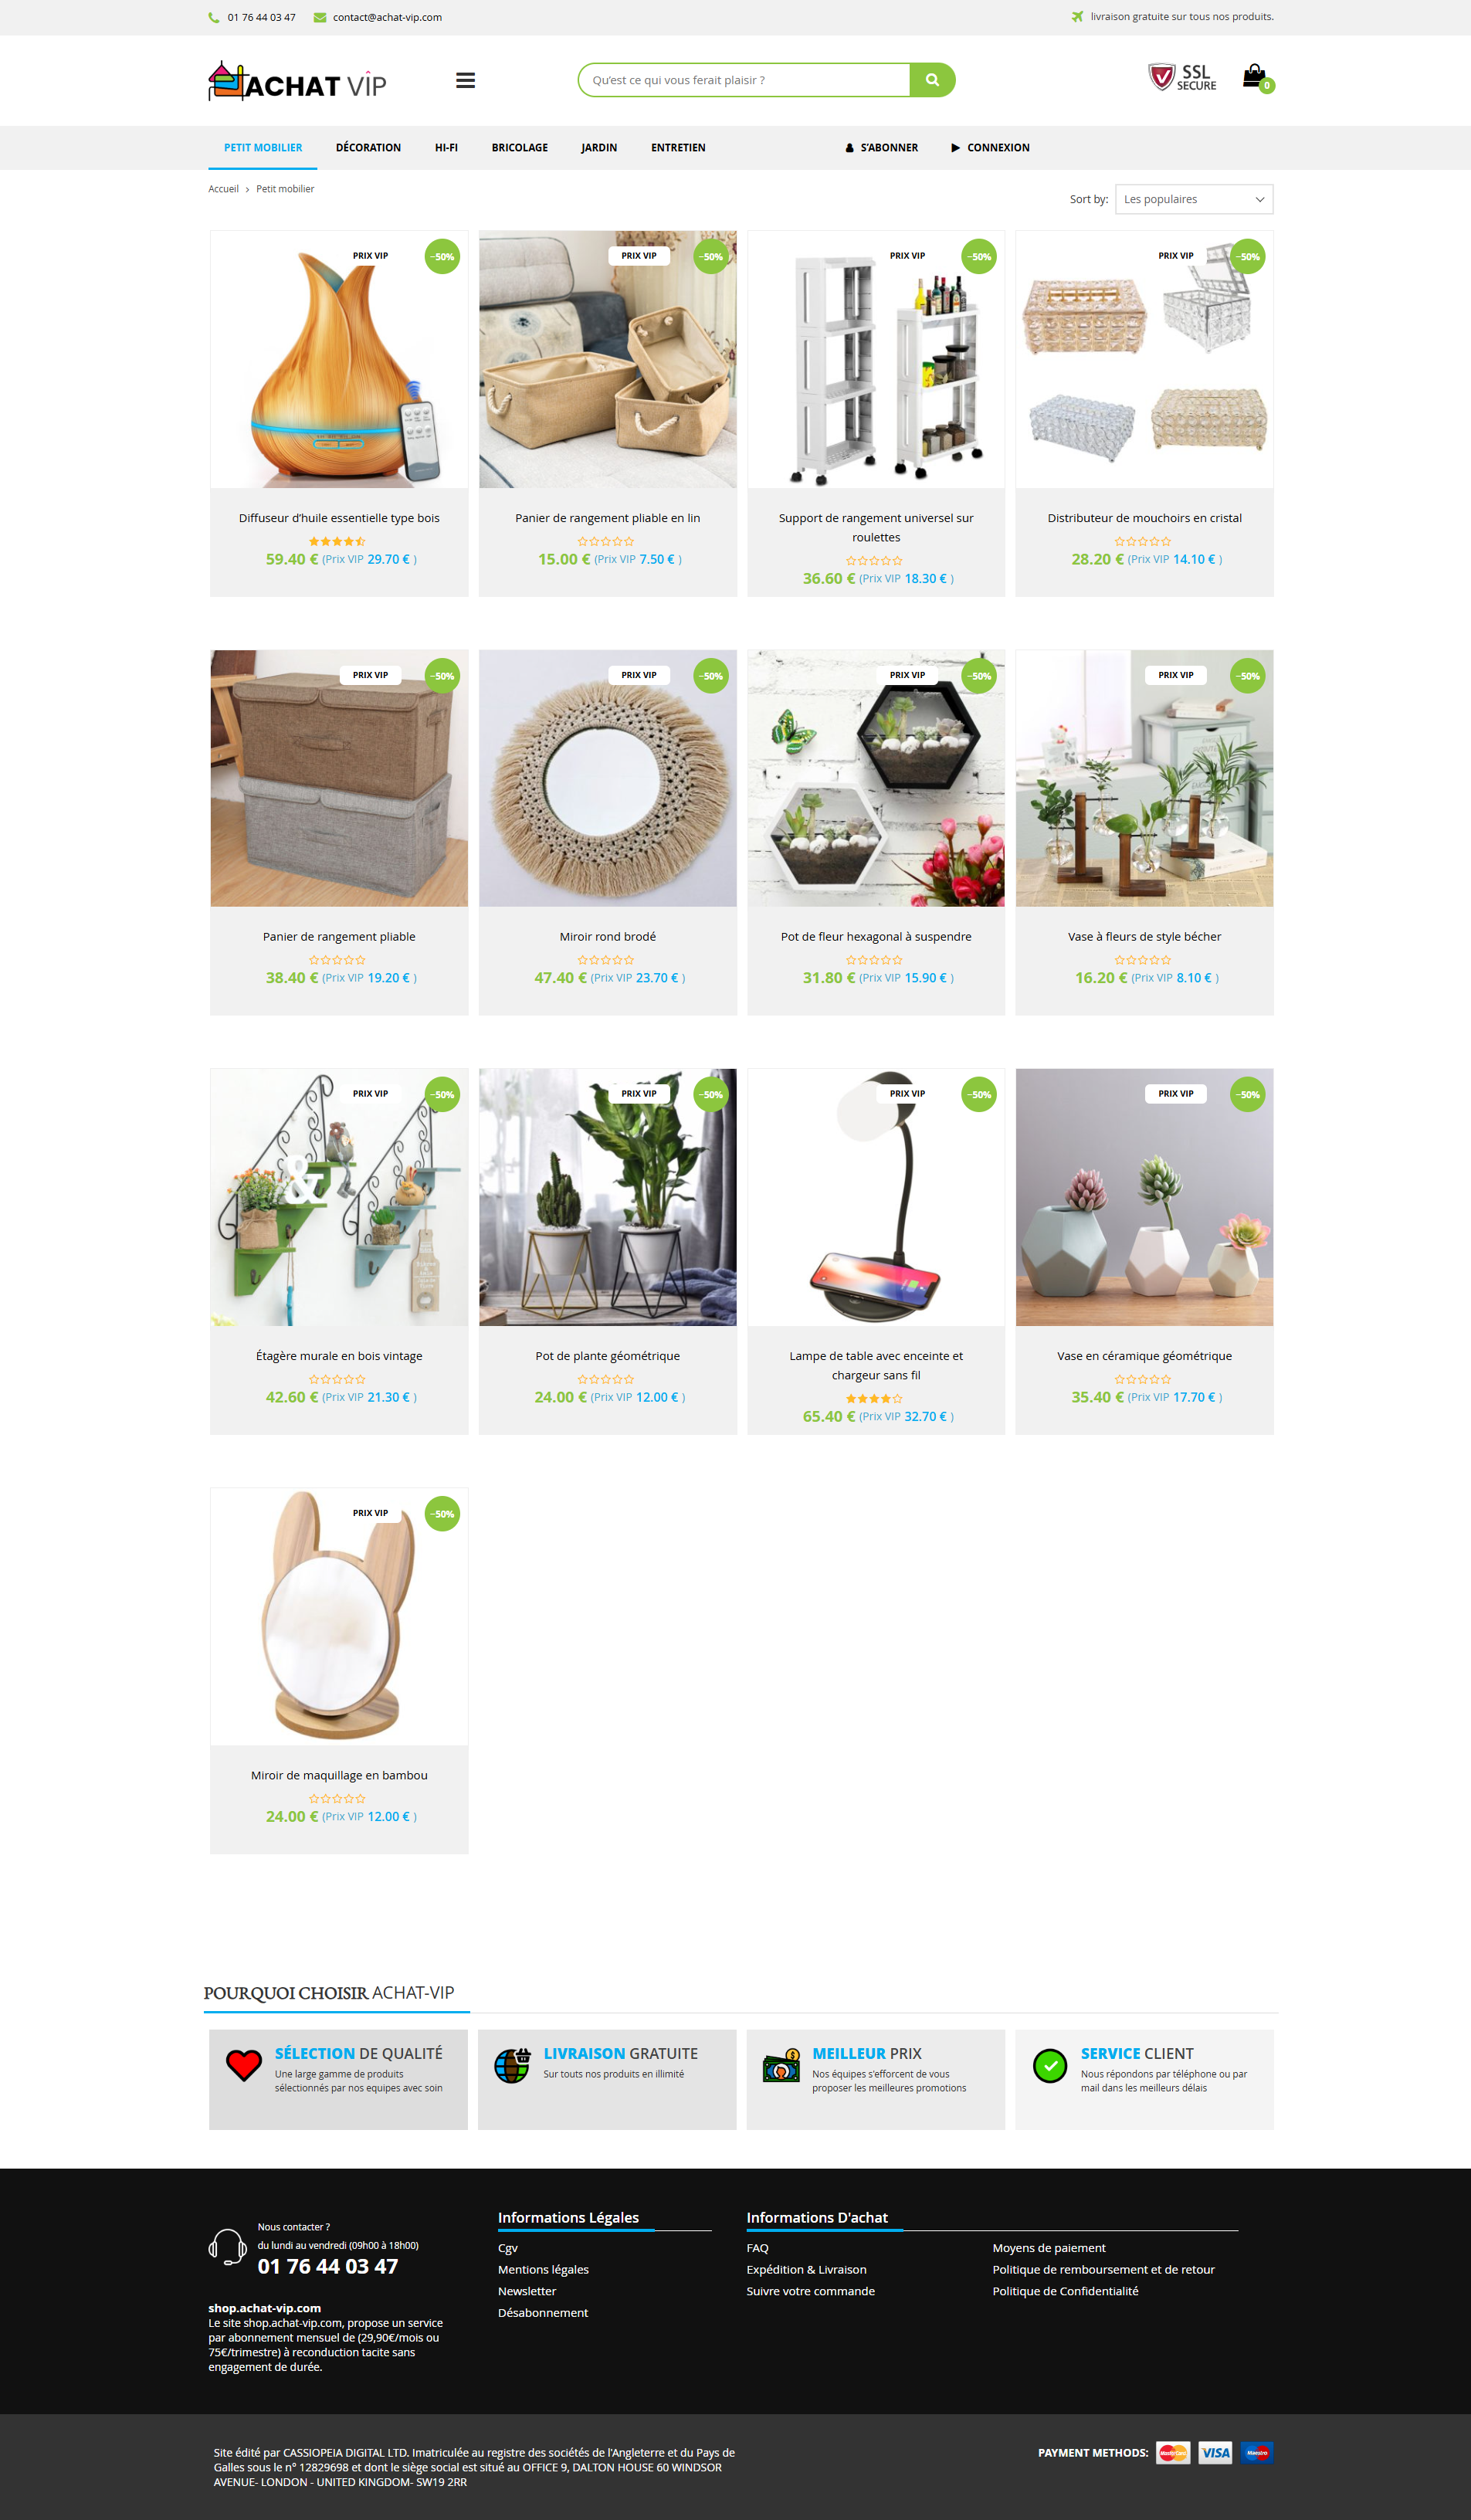 01 76 44 03 47 contact@achat-vip.com livraison gratuite sur tous nos produits.
ACHAT VIP Qu'est ce qui vous ferait plaisir ? SSL SECURE 0
PETIT MOBILIER DÉCORATION HI-FI BRICOLAGE JARDIN ENTRETIEN S'ABONNER CONNEXION
Accueil > Petit mobilier Sort by: Les populaires
PRIX VIP -50% PRIX VIP -50% PRIX VIP -50% PRIX VIP -50%
Diffuseur d'huile essentielle type bois
59.40 € (Prix VIP 29.70 € )
Panier de rangement pliable en lin
15.00 € (Prix VIP 7.50 € )
Support de rangement universel sur
roulettes
36.60 € (Prix VIP 18.30 € )
Distributeur de mouchoirs en cristal
28.20 € (Prix VIP 14.10 € )
PRIX VIP -50% PRIX VIP -50% PRIX VIP -50% PRIX VIP -50%
Panier de rangement pliable
38.40 € (Prix VIP 19.20 € )
Miroir rond brodé
47.40 € (Prix VIP 23.70 € )
Pot de fleur hexagonal à suspendre
31.80 € (Prix VIP 15.90 € )
Vase à fleurs de style bécher
16.20 € (Prix VIP 8.10 € )
PRIX VIP -50% PRIX VIP -50% PRIX VIP -50% PRIX VIP -50%
&
Étagère murale en bois vintage
42.60 € (Prix VIP 21.30 € )
Pot de plante géométrique
24.00 € (Prix VIP 12.00 € )
Lampe de table avec enceinte et
chargeur sans fil
65.40 € (Prix VIP 32.70 € )
Vase en céramique géométrique
35.40 € (Prix VIP 17.70 € )
PRIX VIP -50%
Miroir de maquillage en bambou
24.00 € (Prix VIP 12.00 € )
POURQUOI CHOISIR ACHAT-VIP
SÉLECTION DE QUALITÉ
Une large gamme de produits
sélectionnés par nos equipes avec soin
LIVRAISON GRATUITE
Sur touts nos produits en illimité
MEILLEUR PRIX
Nos équipes s'efforcent de vous
proposer les meilleures promotions
SERVICE CLIENT
Nous répondons par téléphone ou par
mail dans les meilleurs délais
Nous contacter ?
du lundi au vendredi (09h00 à 18h00)
01 76 44 03 47
shop.achat-vip.com
Le site shop.achat-vip.com, propose un service
par abonnement mensuel de (29,90€/mois ou
75€/trimestre) à reconduction tacite sans
engagement de durée.
Informations Légales
Cgv
Mentions légales
Newsletter
Désabonnement
Informations D'achat
FAQ
Expédition & Livraison
Suivre votre commande
Moyens de paiement
Politique de remboursement et de retour
Politique de Confidentialité
Site édité par CASSIOPEIA DIGITAL LTD. Imatriculée au registre des sociétés de l'Angleterre et du Pays de
Galles sous le n° 12829698 et dont le siège social est situé au OFFICE 9, DALTON HOUSE 60 WINDSOR
AVENUE- LONDON - UNITED KINGDOM- SW19 2RR
PAYMENT METHODS: MasterCard VISA Maestro